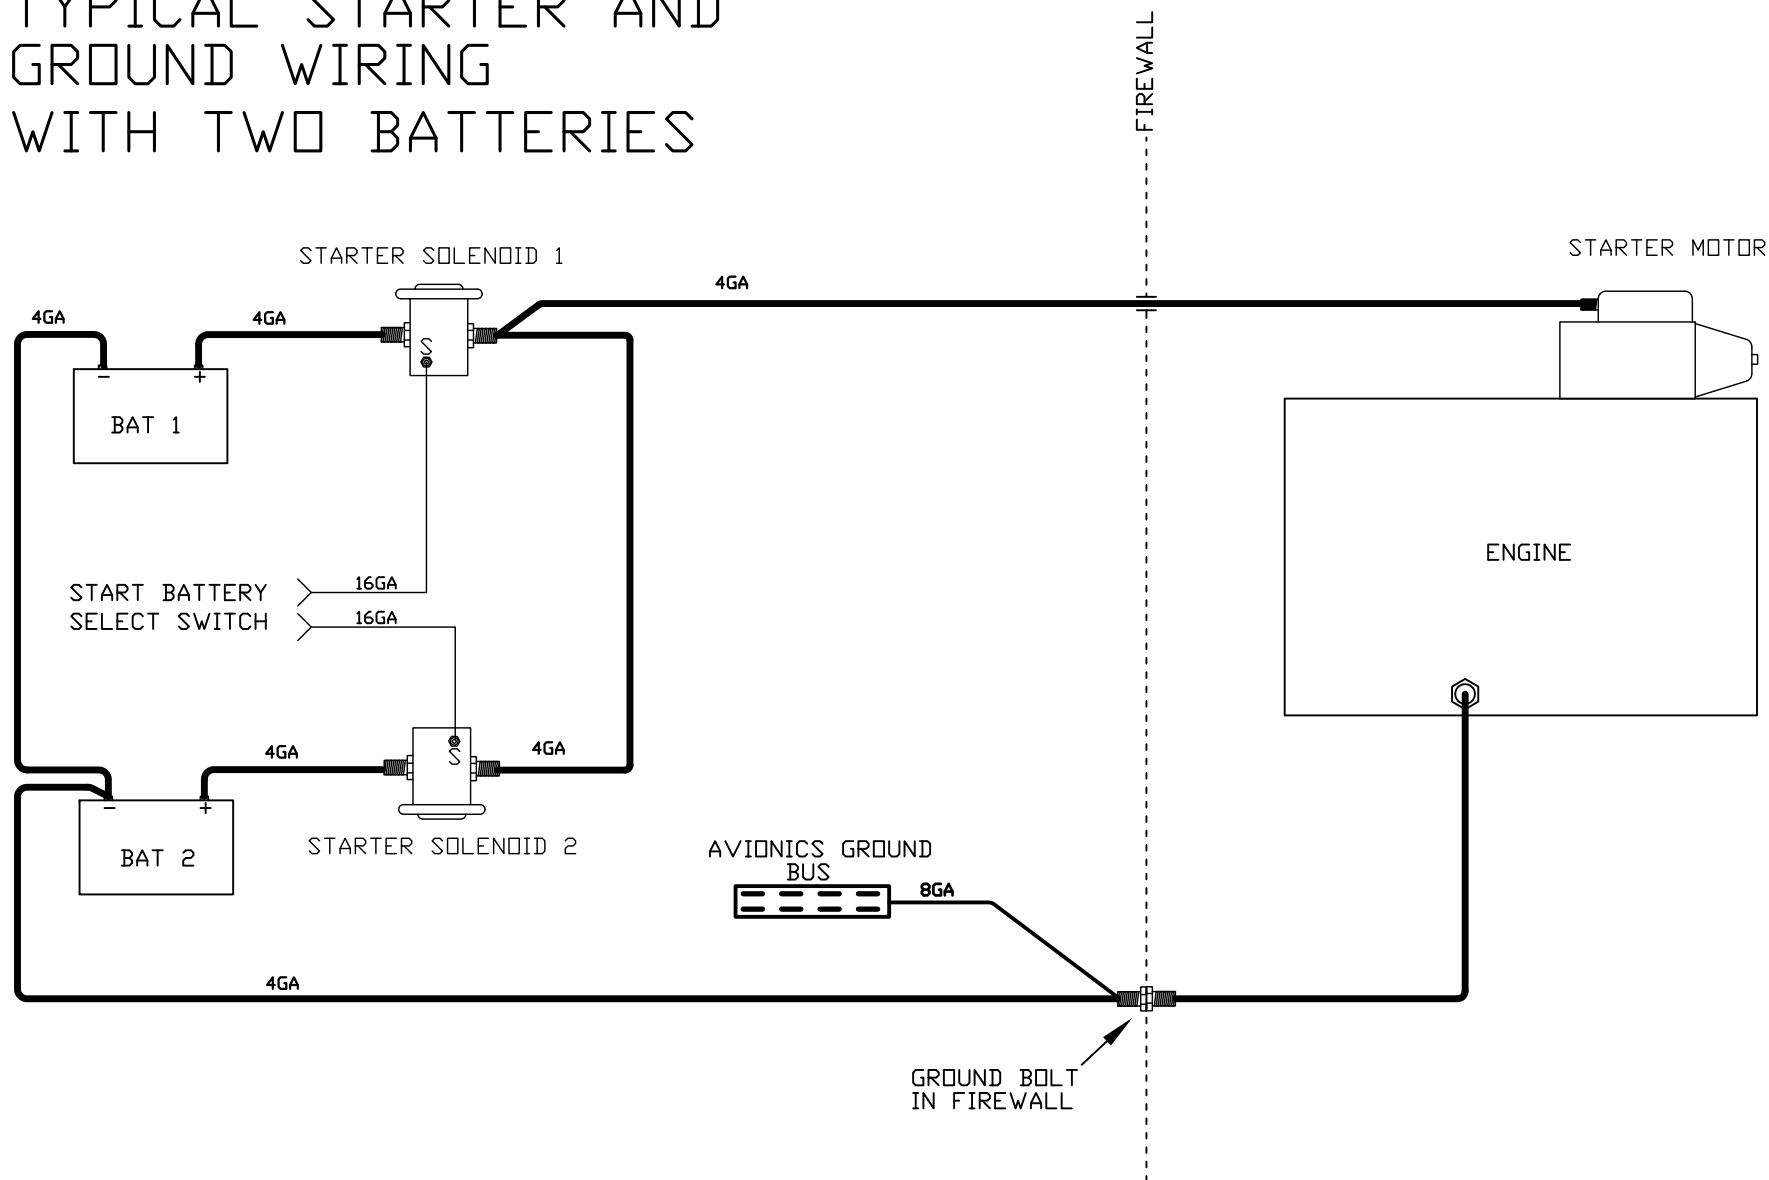 TYPICAL STARTER AND
GROUND WIRING
WITH TWO BATTERIES
FIREWALL
STARTER SOLENOID 1
STARTER MOTOR
4GA
4GA
4GA
S
- +
BAT 1
ENGINE
START BATTERY
SELECT SWITCH
16GA
16GA
4GA
4GA
S
- +
BAT 2
STARTER SOLENOID 2
AVIONICS GROUND
BUS
8GA
4GA
GROUND BOLT
IN FIREWALL